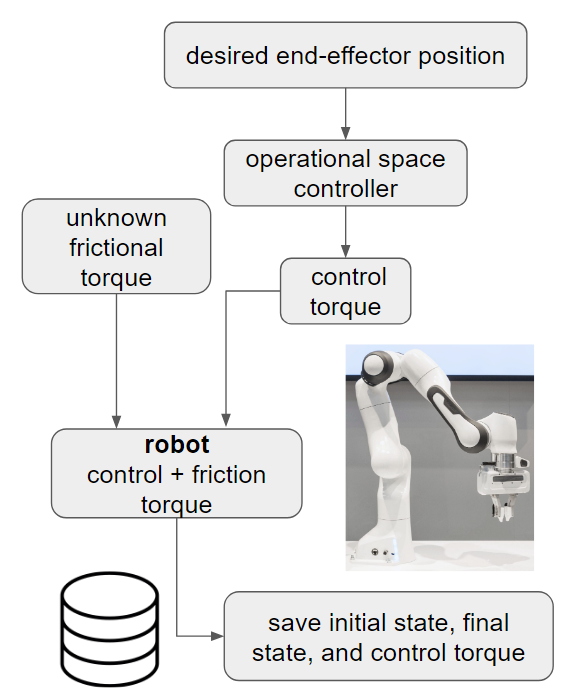 desired end-effector position
operational space
controller
unknown
frictional
torque
control
torque
robot
control + friction
torque
save initial state, final
state, and control torque